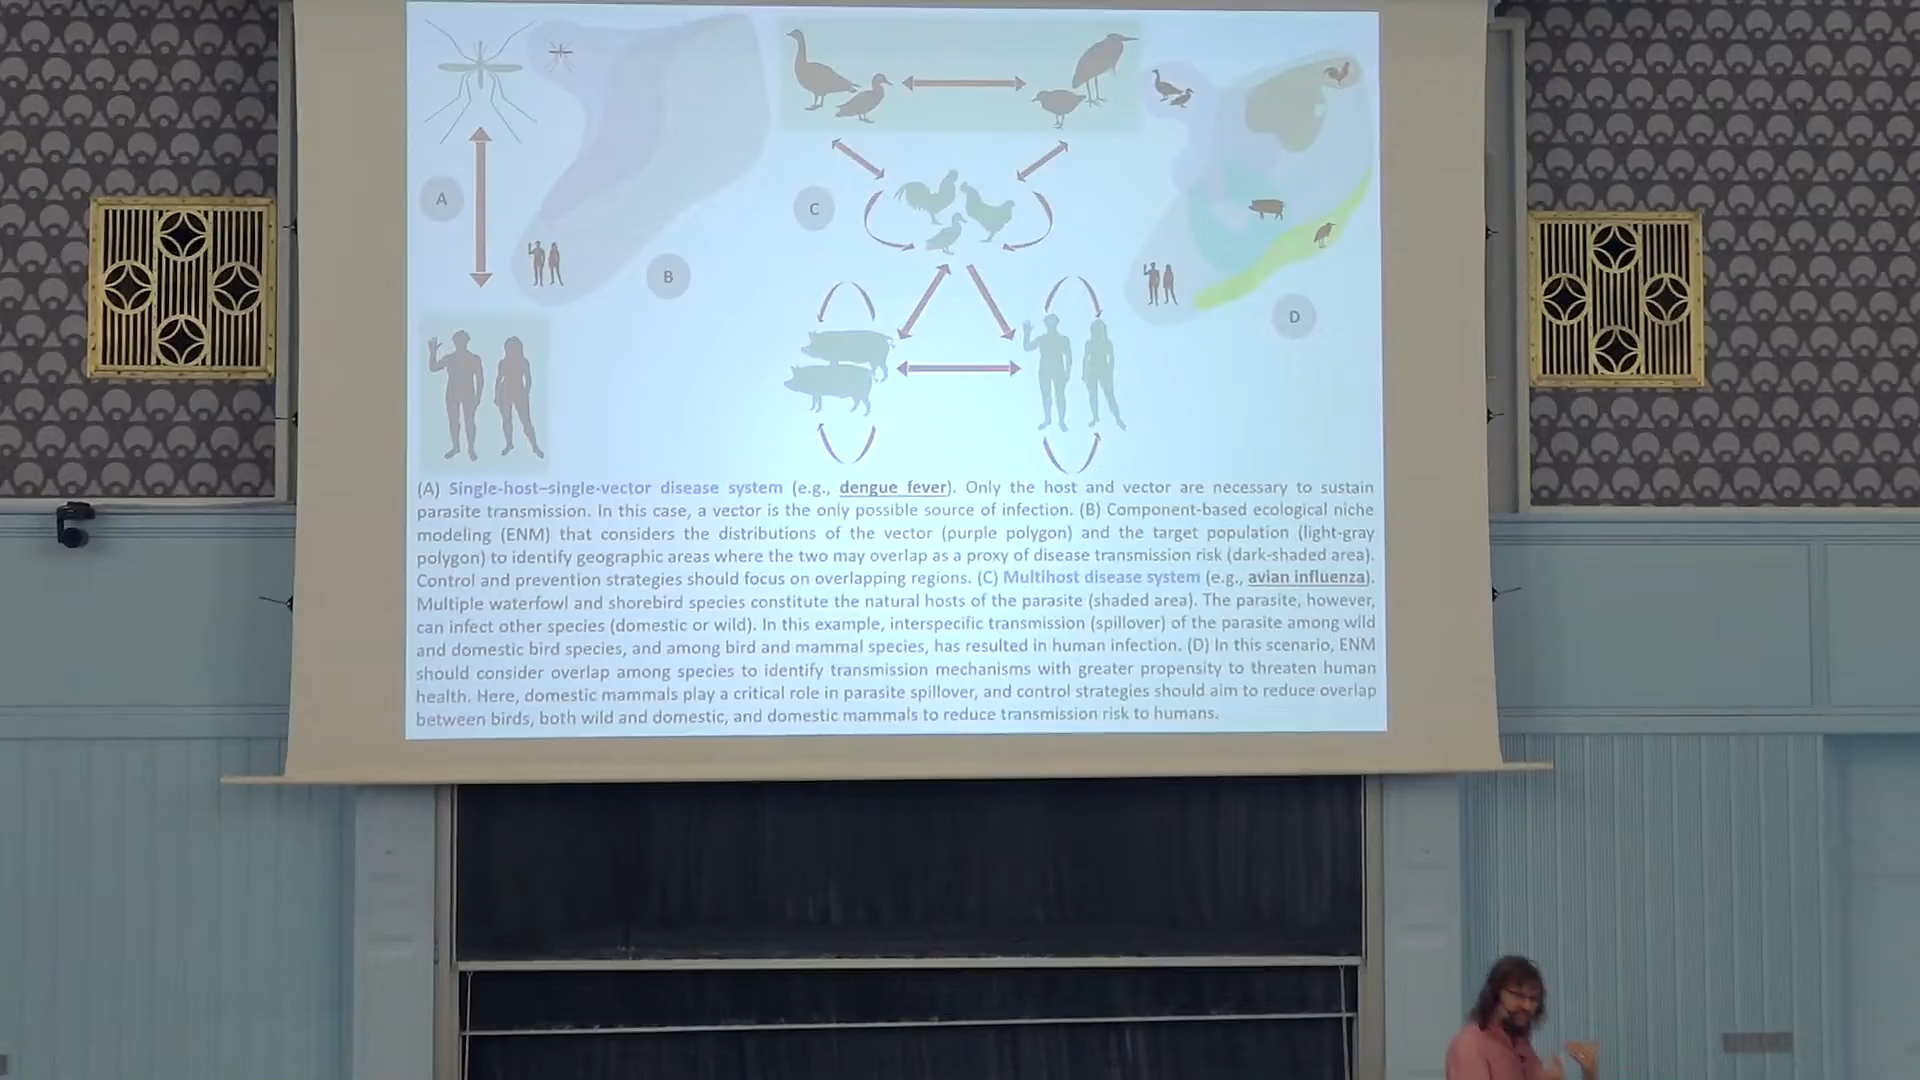 A
B
C
D
(A) Single-host–single-vector disease system (e.g., dengue fever). Only the host and vector are necessary to sustain
parasite transmission. In this case, a vector is the only possible source of infection. (B) Component-based ecological niche
modeling (ENM) that considers the distributions of the vector (purple polygon) and the target population (light-gray
polygon) to identify geographic areas where the two may overlap as a proxy of disease transmission risk (dark-shaded area).
Control and prevention strategies should focus on overlapping regions. (C) Multihost disease system (e.g., avian influenza).
Multiple waterfowl and shorebird species constitute the natural hosts of the parasite (shaded area). The parasite, however,
can infect other species (domestic or wild). In this example, interspecific transmission (spillover) of the parasite among wild
and domestic bird species, and among bird and mammal species, has resulted in human infection. (D) In this scenario, ENM
should consider overlap among species to identify transmission mechanisms with greater propensity to threaten human
health. Here, domestic mammals play a critical role in parasite spillover, and control strategies should aim to reduce overlap
between birds, both wild and domestic, and domestic mammals to reduce transmission risk to humans.